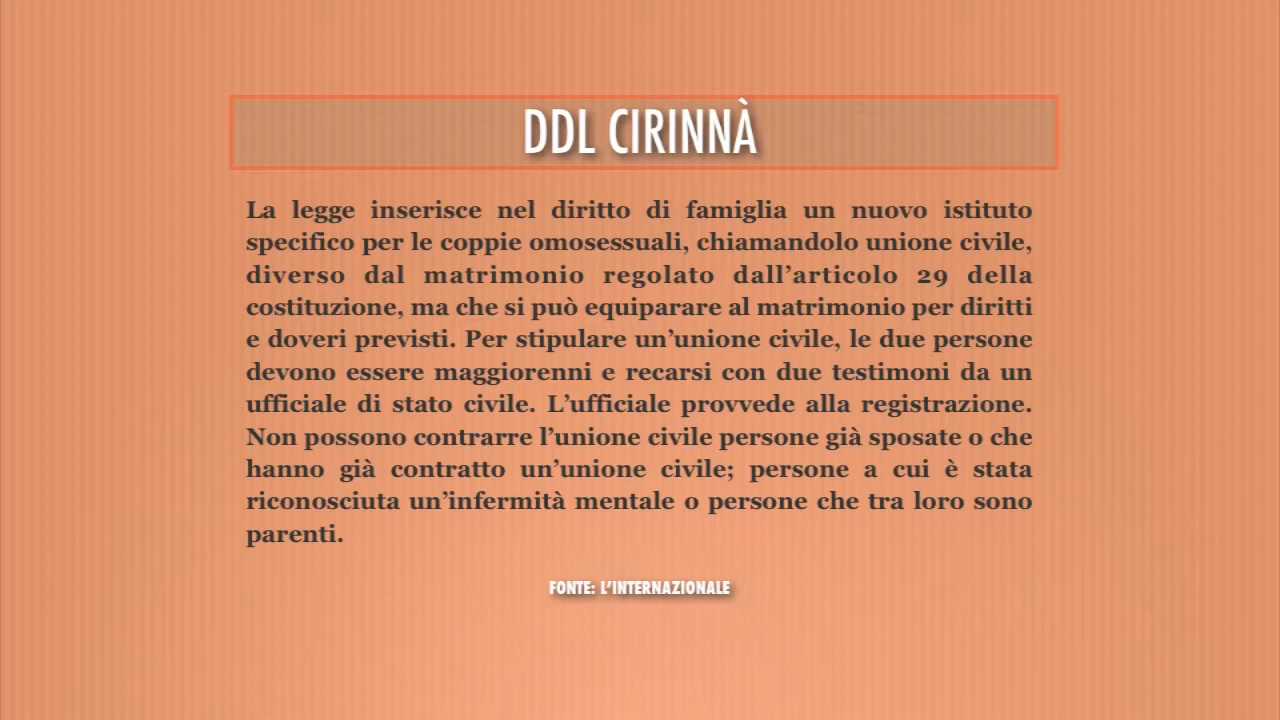 DDL CIRINNÀ
La legge inserisce nel diritto di famiglia un nuovo istituto
specifico per le coppie omosessuali, chiamandolo unione civile,
diverso dal matrimonio regolato dall’articolo 29 della
costituzione, ma che si può equiparare al matrimonio per diritti
e doveri previsti. Per stipulare un’unione civile, le due persone
devono essere maggiorenni e recarsi con due testimoni da un
ufficiale di stato civile. L’ufficiale provvede alla registrazione.
Non possono contrarre l’unione civile persone già sposate o che
hanno già contratto un’unione civile; persone a cui è stata
riconosciuta un’infermità mentale o persone che tra loro sono
parenti.
FONTE: L’INTERNAZIONALE